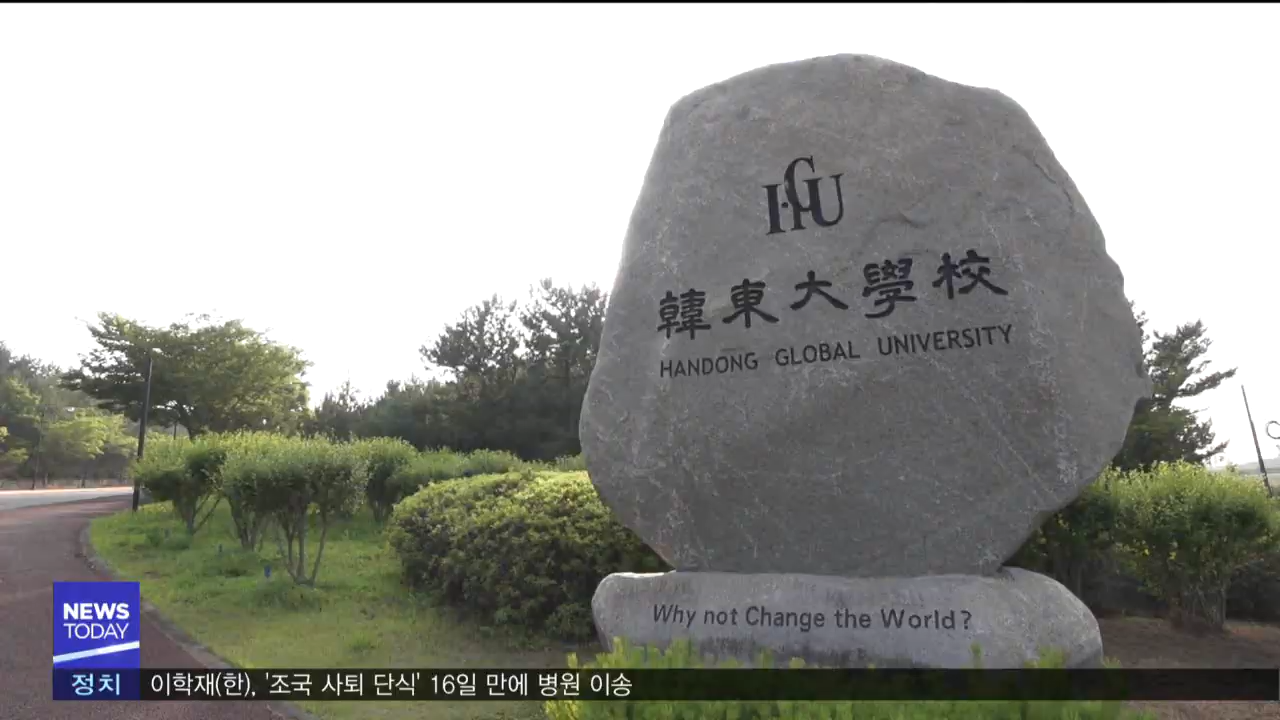 HGU
韓東大學校
HANDONG GLOBAL UNIVERSITY
Why not Change the World?
NEWS
TODAY
정치 이학재(한), '조국 사퇴 단식' 16일 만에 병원 이송